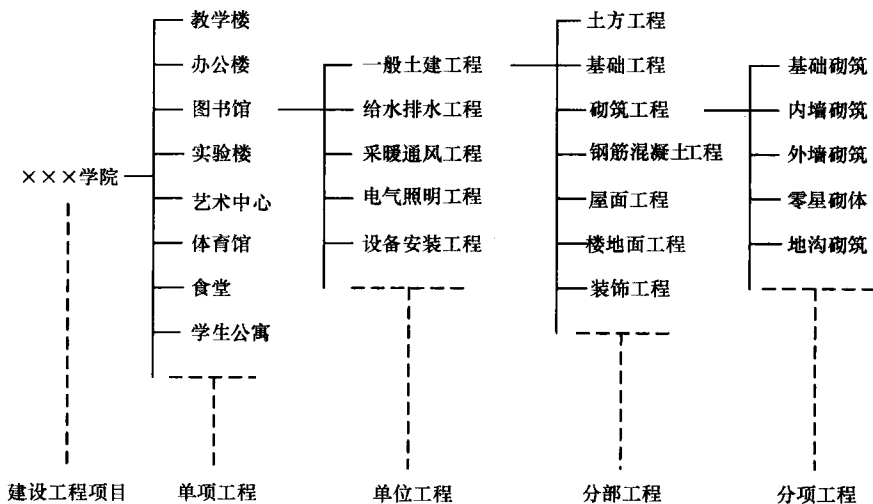 教学楼
办公楼
图书馆
实验楼
×××学院
艺术中心
体育馆
食堂
学生公寓
一般土建工程
给水排水工程
采暖通风工程
电气照明工程
设备安装工程
土方工程
基础工程
砌筑工程
钢筋混凝土工程
屋面工程
楼地面工程
装饰工程
基础砌筑
内墙砌筑
外墙砌筑
零星砌体
地沟砌筑
建设工程项目
单项工程
单位工程
分部工程
分项工程